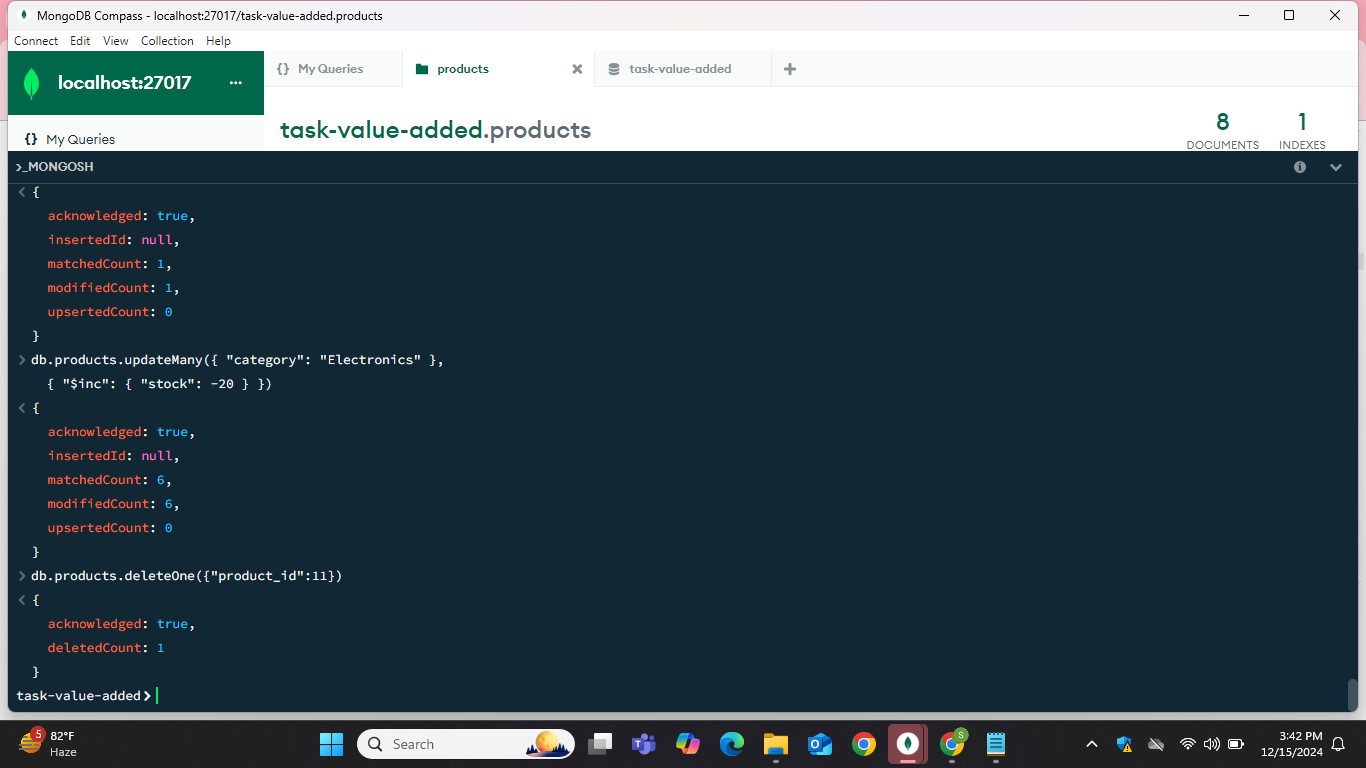 MongoDB Compass - localhost:27017/task-value-added.products
Connect Edit View Collection Help
localhost:27017 ...
{} My Queries
products
task-value-added
{} My Queries
task-value-added.products
8
DOCUMENTS
1
INDEXES
>_MONGOSH
{
acknowledged: true,
insertedId: null,
matchedCount: 1,
modifiedCount: 1,
upsertedCount: 0
}
db.products.updateMany({ "category": "Electronics" },
{ "$inc": { "stock": -20 } })
{
acknowledged: true,
insertedId: null,
matchedCount: 6,
modifiedCount: 6,
upsertedCount: 0
}
db.products.deleteOne({"product_id":11})
{
acknowledged: true,
deletedCount: 1
}
task-value-added>
5
82°F
Haze
Search
S
3:42 PM
12/15/2024